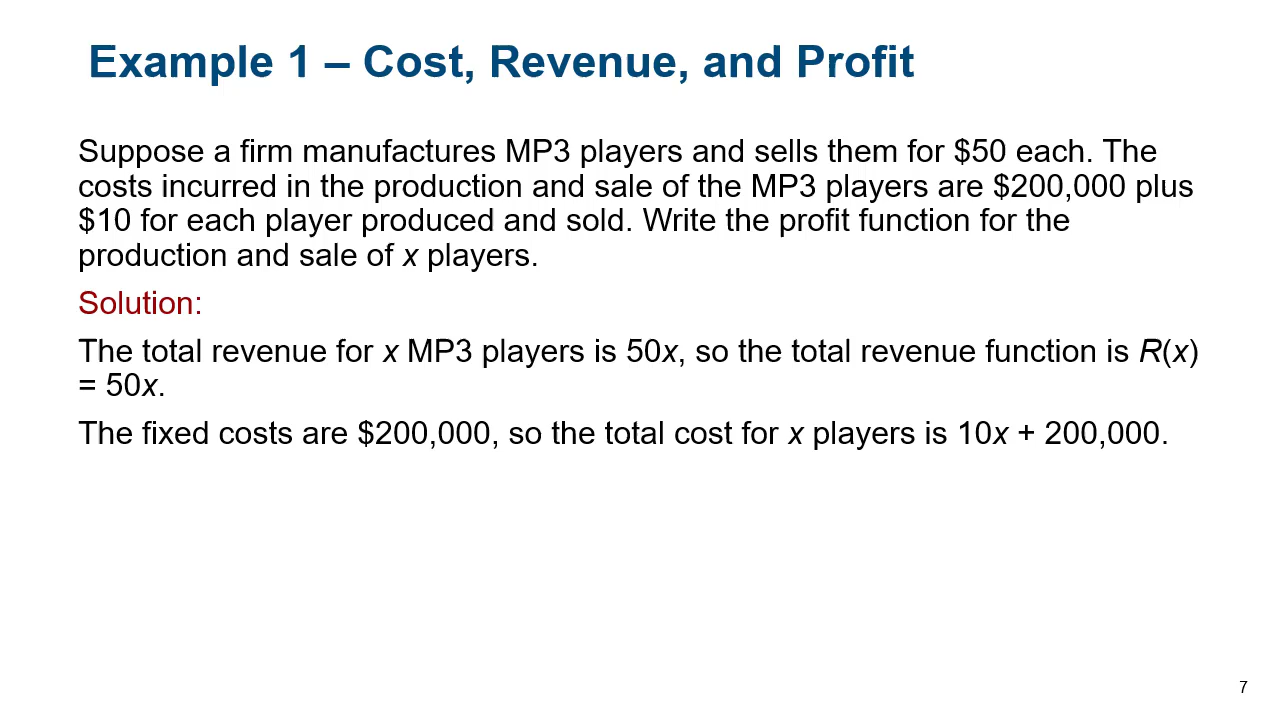 Example 1 – Cost, Revenue, and Profit
Suppose a firm manufactures MP3 players and sells them for $50 each. The
costs incurred in the production and sale of the MP3 players are $200,000 plus
$10 for each player produced and sold. Write the profit function for the
production and sale of x players.
Solution:
The total revenue for x MP3 players is 50x, so the total revenue function is R(x)
= 50x.
The fixed costs are $200,000, so the total cost for x players is 10x + 200,000.
7